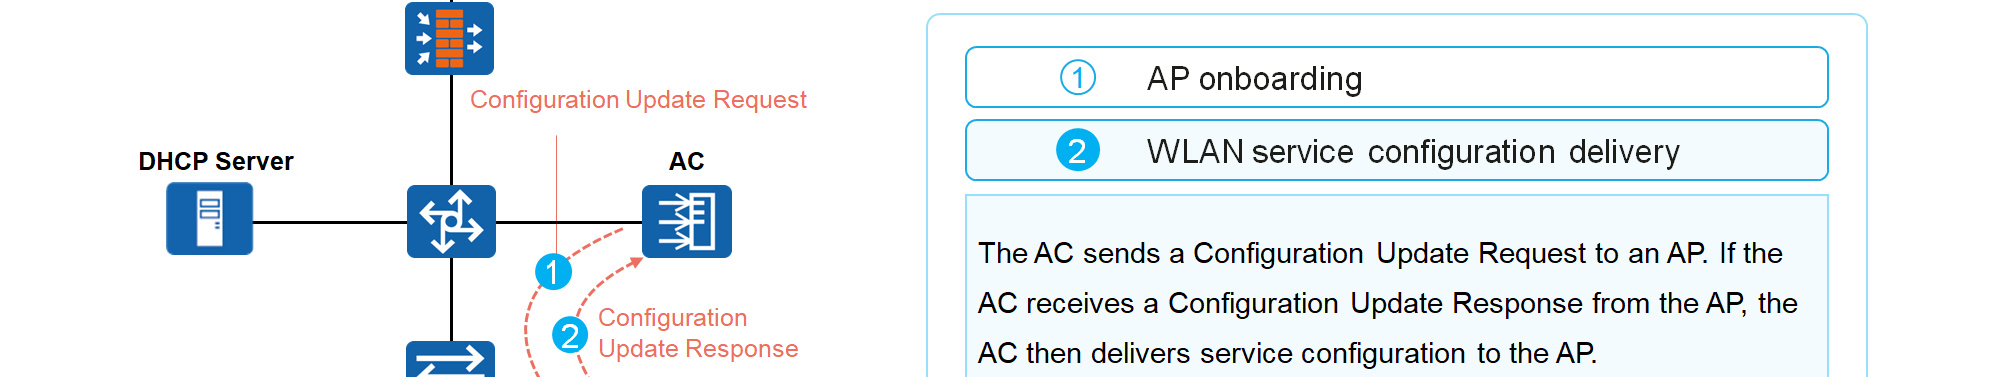 Configuration Update Request
DHCP Server
AC
1
2
Configuration
Update Response
1 AP onboarding
2 WLAN service configuration delivery
The AC sends a Configuration Update Request to an AP. If the
AC receives a Configuration Update Response from the AP, the
AC then delivers service configuration to the AP.